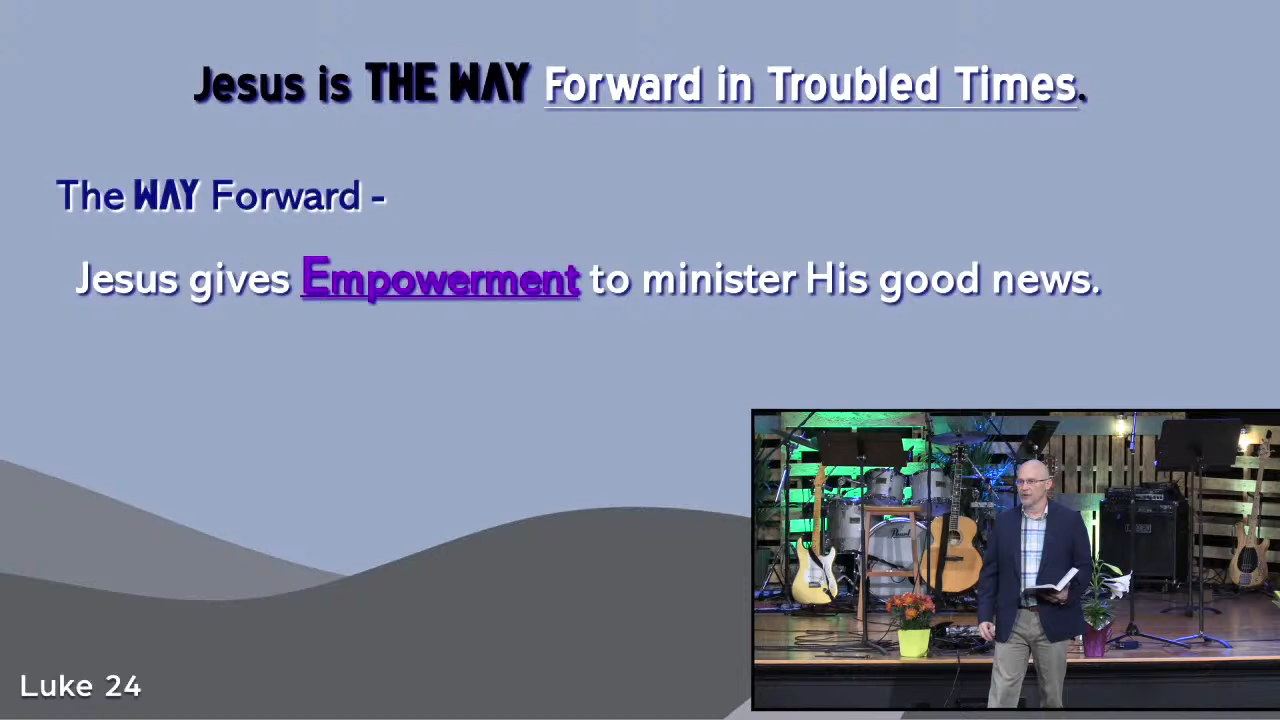 Jesus is THE WAY Forward in Troubled Times.
The WAY Forward -
Jesus gives Empowerment to minister His good news.
Pearl
Luke 24